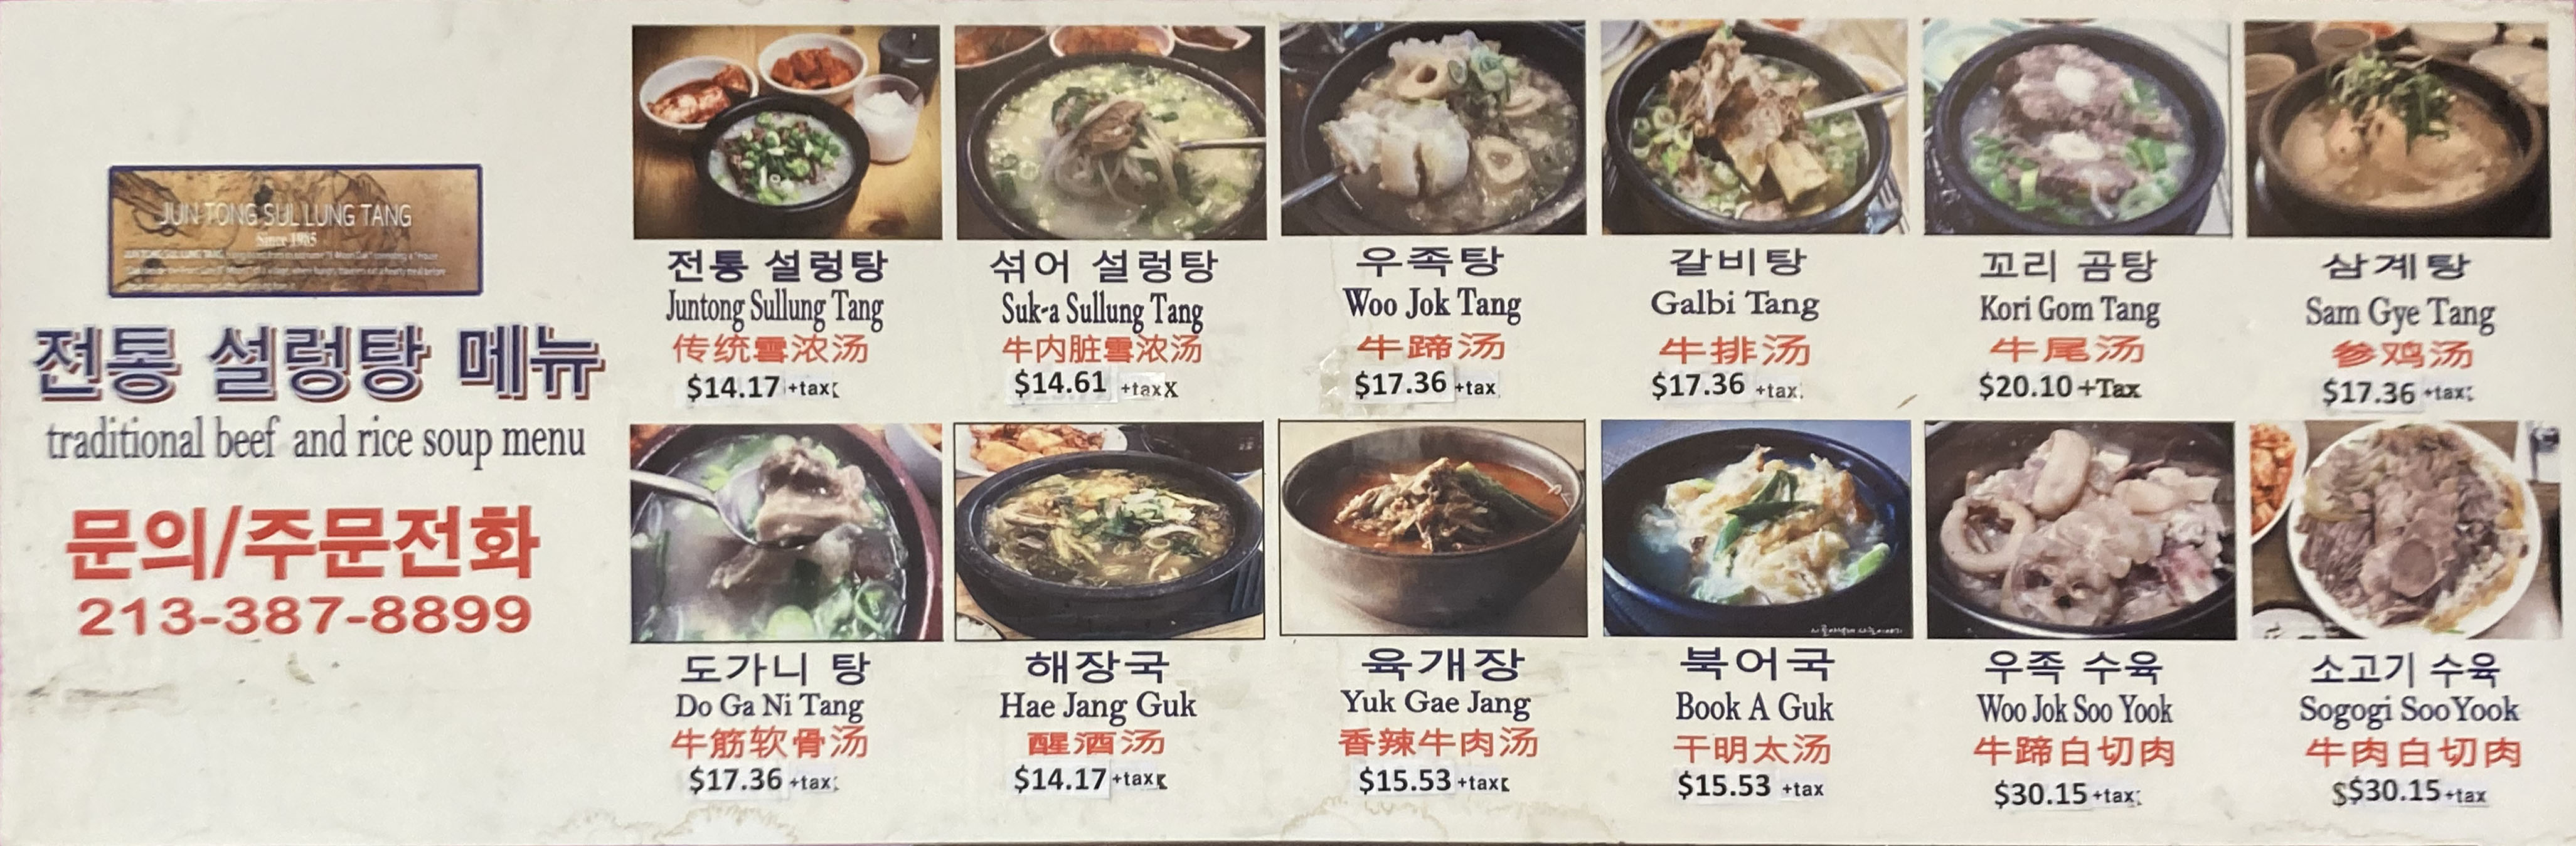 JUN TONG SUL LUNG TANG
Since 1985
전통 설렁탕 메뉴
traditional beef and rice soup menu
문의/주문전화
213-387-8899
전통 설렁탕
Juntong Sullung Tang
传统雪浓汤
$14.17 +tax
섞어 설렁탕
Suk-a Sullung Tang
牛内脏雪浓汤
$14.61 +taxX
우족탕
Woo Jok Tang
牛蹄汤
$17.36 +tax
갈비탕
Galbi Tang
牛排汤
$17.36 +tax
꼬리 곰탕
Kori Gom Tang
牛尾汤
$20.10 +Tax
삼계탕
Sam Gye Tang
参鸡汤
$17.36 +tax
도가니 탕
Do Ga Ni Tang
牛筋软骨汤
$17.36 +tax
해장국
Hae Jang Guk
醒酒汤
$14.17 +tax
육개장
Yuk Gae Jang
香辣牛肉汤
$15.53 +tax
북어국
Book A Guk
干明太汤
$15.53 +tax
우족 수육
Woo Jok Soo Yook
牛蹄白切肉
$30.15 +tax
소고기 수육
Sogogi Soo Yook
牛肉白切肉
$$30.15 +tax